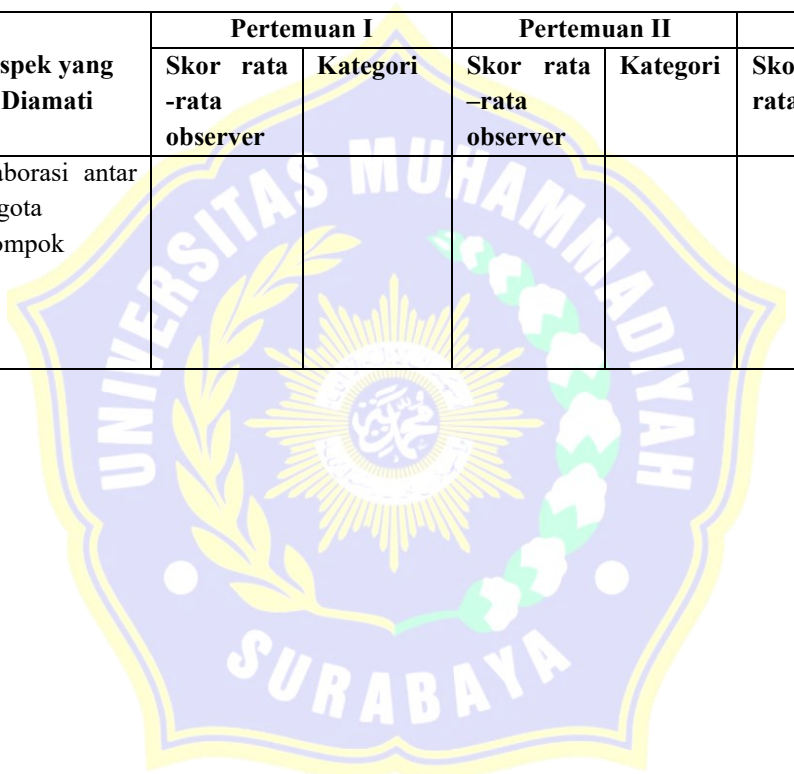 Pertemuan I Pertemuan II
spek yang Skor rata Kategori Skor rata Kategori Sko
Diamati -rata –rata rata
observer observer
aborasi antar
gota
ompok
UNIVERSITAS MUHAMMADIYAH
SURABAYA